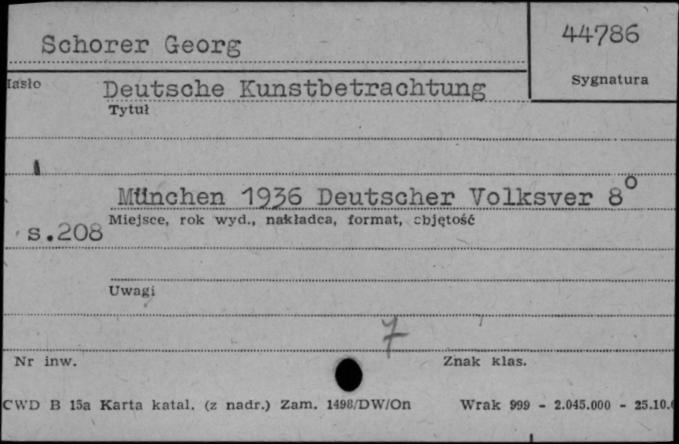 Schorer Georg
44786
Sygnatura
Hasło
Deutsche Kunstbetrachtung
Tytuł
München 1936 Deutscher Volksver 8°
Miejsce, rok wyd., nakładca, format, objętość
s.208
Uwagi
7
Nr inw.
Znak klas.
CWD B 15a Karta katal. (z nadr.) Zam. 1498/DW/On
Wrak 999 - 2.045.000 - 25.10.